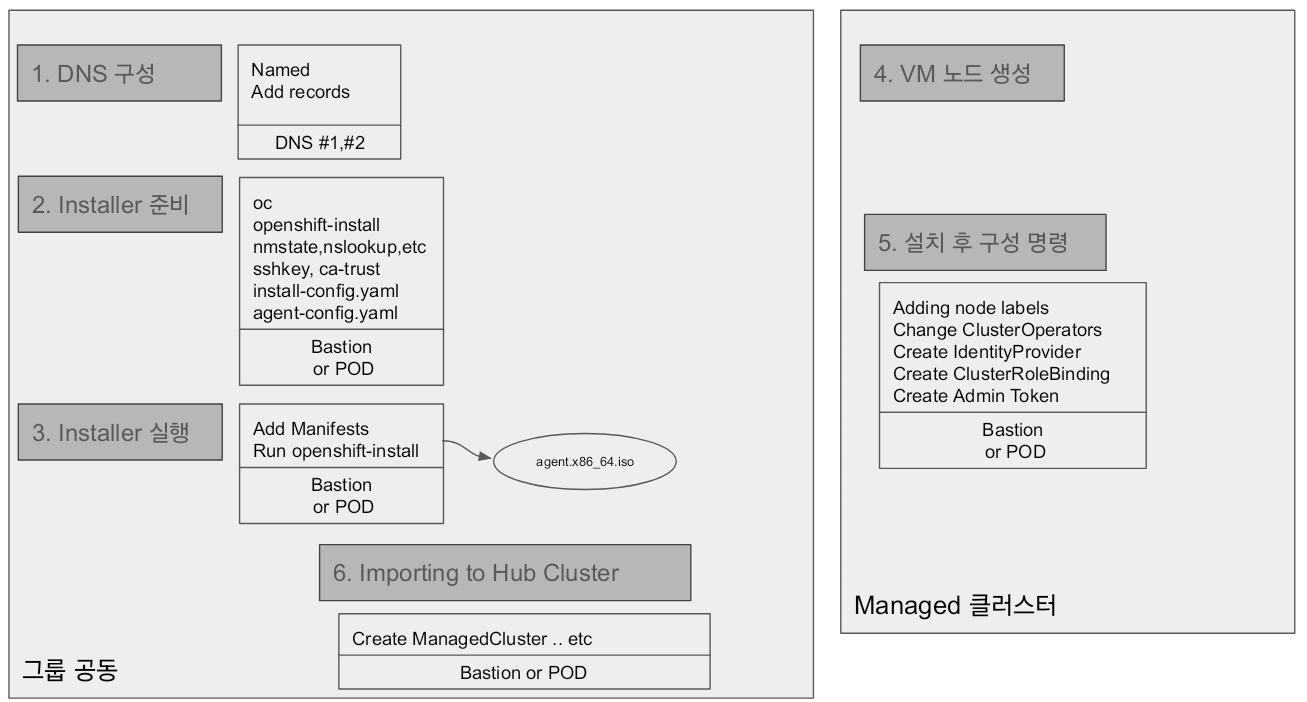 1. DNS 구성
Named
Add records
DNS #1,#2
2. Installer 준비
oc
openshift-install
nmstate,nslookup,etc
sshkey, ca-trust
install-config.yaml
agent-config.yaml
Bastion
or POD
3. Installer 실행
Add Manifests
Run openshift-install
Bastion
or POD
agent.x86_64.iso
6. Importing to Hub Cluster
Create ManagedCluster .. etc
Bastion or POD
그룹 공동
4. VM 노드 생성
5. 설치 후 구성 명령
Adding node labels
Change ClusterOperators
Create IdentityProvider
Create ClusterRoleBinding
Create Admin Token
Bastion
or POD
Managed 클러스터